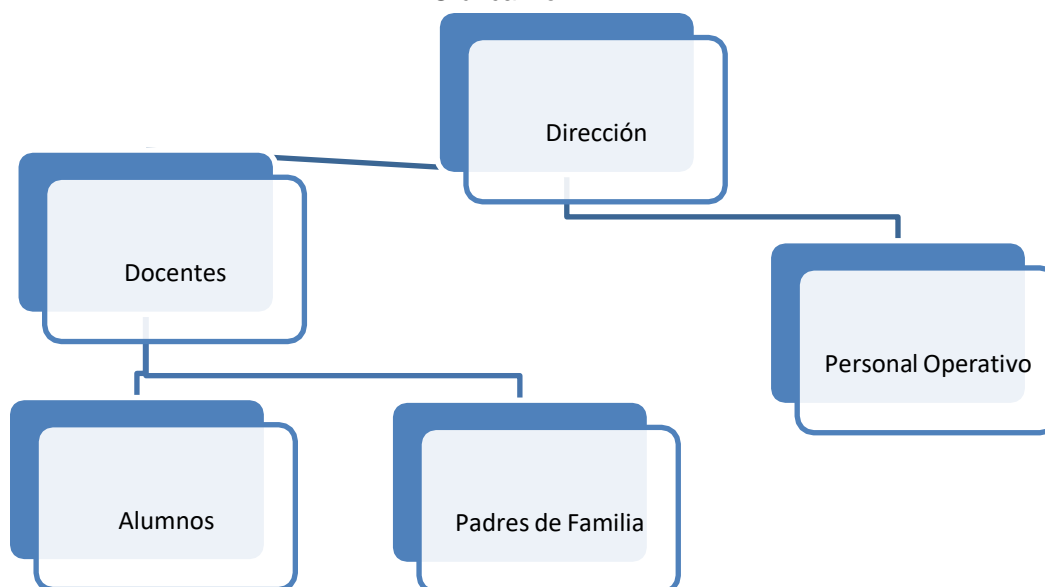 Dirección
Docentes
Personal Operativo
Alumnos
Padres de Familia